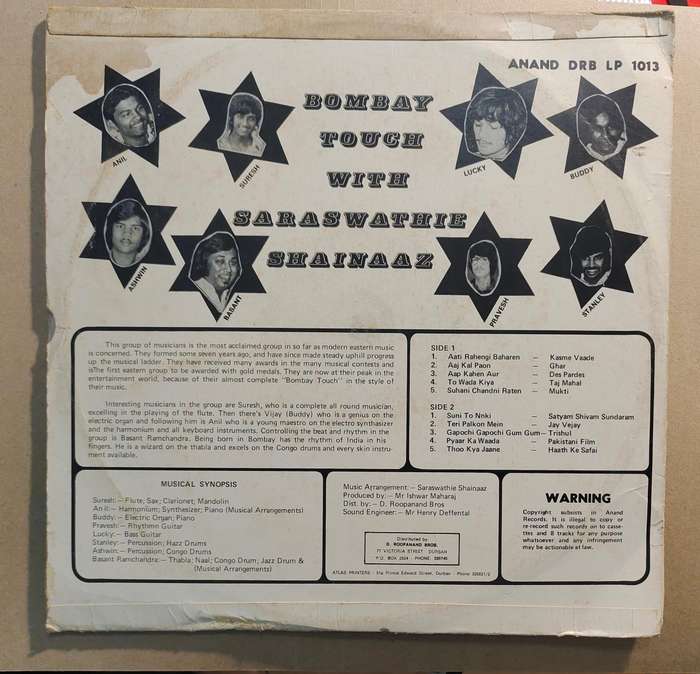 ANAND DRB LP 1013
BOMBAY
TOUCH
WITH
SARASWATHIE
SHAINAAZ
ANIL
SURESH
LUCKY
BUDDY
ASHWIN
BASANT
PRAVESH
STANLEY
This group of musicians is the most acclaimed group in so far as modern eastern music
is concerned. They formed some seven years ago, and have since made steady uphill progress
up the musical ladder. They have received many awards in the many musical contests and
is the first eastern group to be awarded with gold medals. They are now at their peak in the
entertainment world, because of their almost complete "Bombay Touch" in the style of
their music.
Interesting musicians in the group are Suresh, who is a complete all round musician,
excelling in the playing of the flute. Then there's Vijay (Buddy) who is a genius on the
electric organ and following him is Anil who is a young maestro on the electro synthasizer
and the harmonium and all keyboard instruments. Controlling the beat and rhythm in the
group is Basant Ramchandra. Being born in Bombay has the rhythm of India in his
fingers. He is a wizard on the thabla and excels on the Congo drums and every skin instru-
ment available.
SIDE 1
1. Aati Rahengi Baharen – Kasme Vaade
2. Aaj Kal Paon – Ghar
3. Aap Kahen Aur – Des Pardes
4. To Wada Kiya – Taj Mahal
5. Suhani Chandni Raten – Mukti
SIDE 2
1. Suni To Nnki – Satyam Shivam Sundaram
2. Teri Palkon Mein – Jay Vejay
3. Gapochi Gapochi Gum Gum – Trishul
4. Pyaar Ka Waada – Pakistani Film
5. Thoo Kya Jaane – Haath Ke Safai
MUSICAL SYNOPSIS
Suresh:– Flute; Sax; Clarionet; Mandolin
Anil:– Harmonium; Synthesizer; Piano (Musical Arrangements)
Buddy:– Electric Organ; Piano
Pravesh:– Rhythmn Guitar
Lucky:– Bass Guitar
Stanley:– Percussion; Hazz Drums
Ashwin:– Percussion; Congo Drums
Basant Ramchandra:– Thabla; Naal; Congo Drum; Jazz Drum &
(Musical Arrangements)
Music Arrangement:– Saraswathie Shainaaz
Produced by:– Mr Ishwar Maharaj
Dist. by:– D. Roopanand Bros
Sound Engineer:– Mr Henry Deffental
Distributed by
D. ROOPANAND BROS.
77 VICTORIA STREET DURBAN
P.O. BOX 2524 PHONE:
ATLAS PRINTERS - Prince Edward Street, Durban - Phone
WARNING
Copyright subsists in Anand
Records. It is illegal to copy or
re-record such records on to casse-
ttes and 8 tracks for any purpose
whatsoever and any infringement
may be actionable at law.